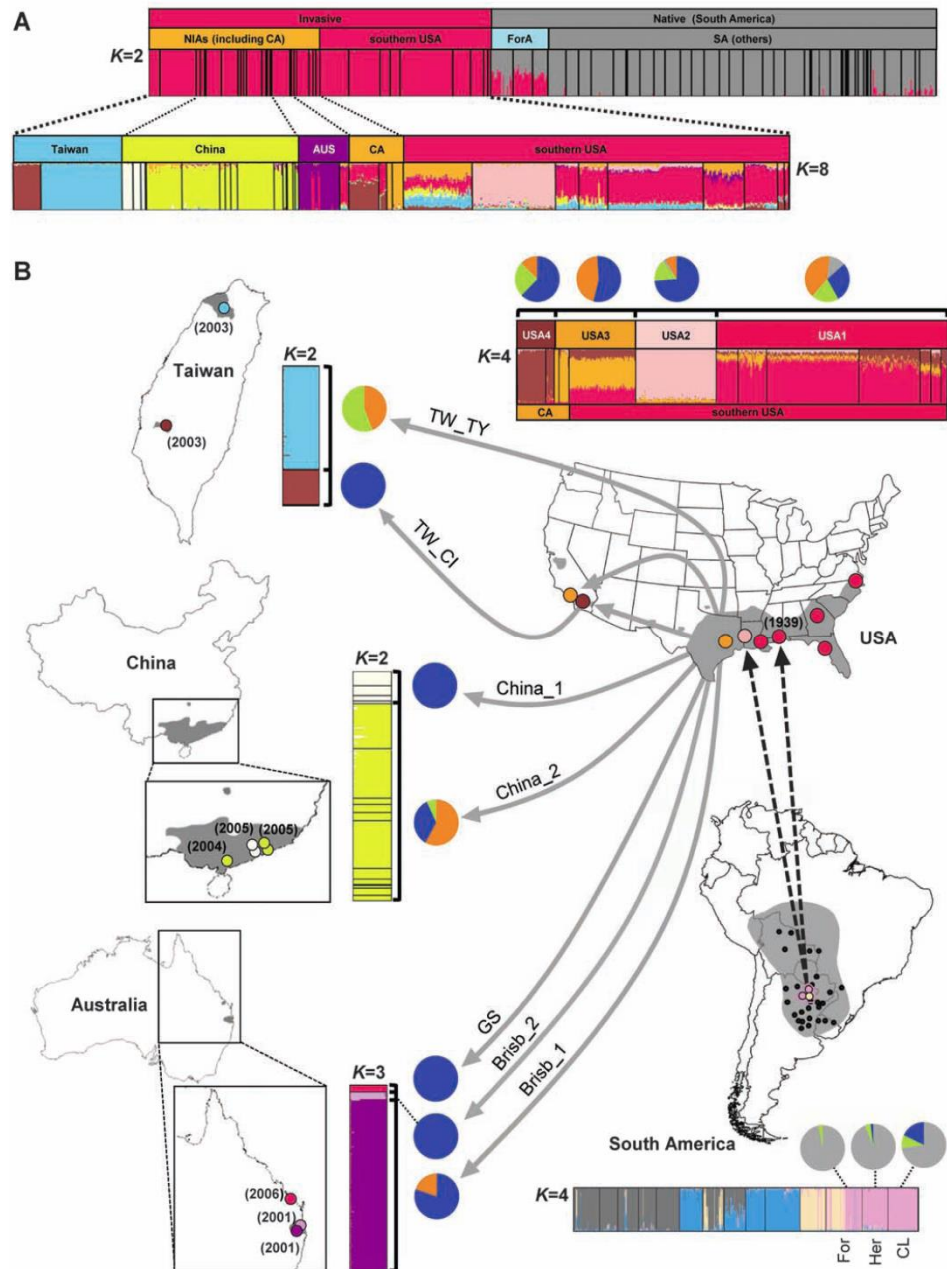 A
Invasive
Native (South America)
NIAs (including CA)
southern USA
ForA
SA (others)
K=2
Taiwan
China
AUS
CA
southern USA
K=8
B
(2003)
Taiwan
(2003)
K=2
TW_TY
TW_CI
USA4
USA3
USA2
USA1
K=4
CA
southern USA
(1939)
USA
China
K=2
China_1
China_2
(2005)
(2005)
(2004)
Australia
GS
Brisb_2
Brisb_1
K=3
(2006)
(2001)
(2001)
South America
K=4
For
Her
CL